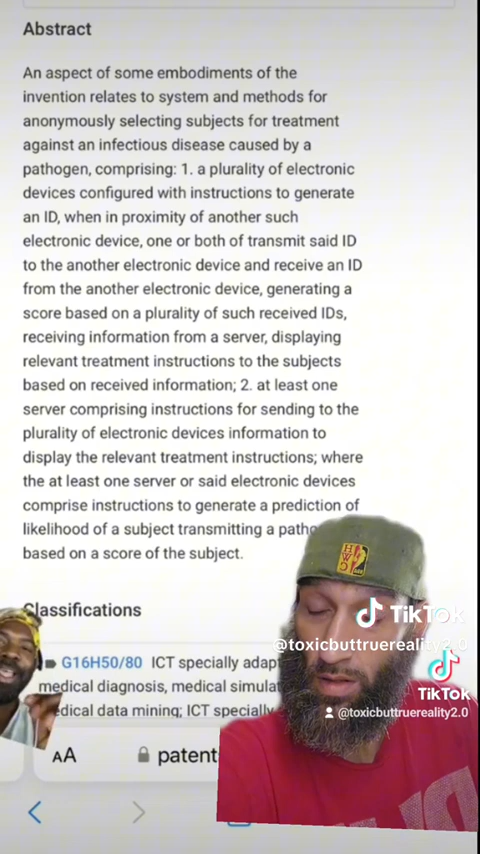 Abstract
An aspect of some embodiments of the
invention relates to system and methods for
anonymously selecting subjects for treatment
against an infectious disease caused by a
pathogen, comprising: 1. a plurality of electronic
devices configured with instructions to generate
an ID, when in proximity of another such
electronic device, one or both of transmit said ID
to the another electronic device and receive an ID
from the another electronic device, generating a
score based on a plurality of such received IDs,
receiving information from a server, displaying
relevant treatment instructions to the subjects
based on received information; 2. at least one
server comprising instructions for sending to the
plurality of electronic devices information to
display the relevant treatment instructions; where
the at least one server or said electronic devices
comprise instructions to generate a prediction of
likelihood of a subject transmitting a patho
based on a score of the subject.
Classifications
G16H50/80 ICT specially adap
medical diagnosis, medical simulat
edical data mining; ICT specially
AA patent
TikTok
@toxicbuttruereality2.0
TikTok
@toxicbuttruereality2.0